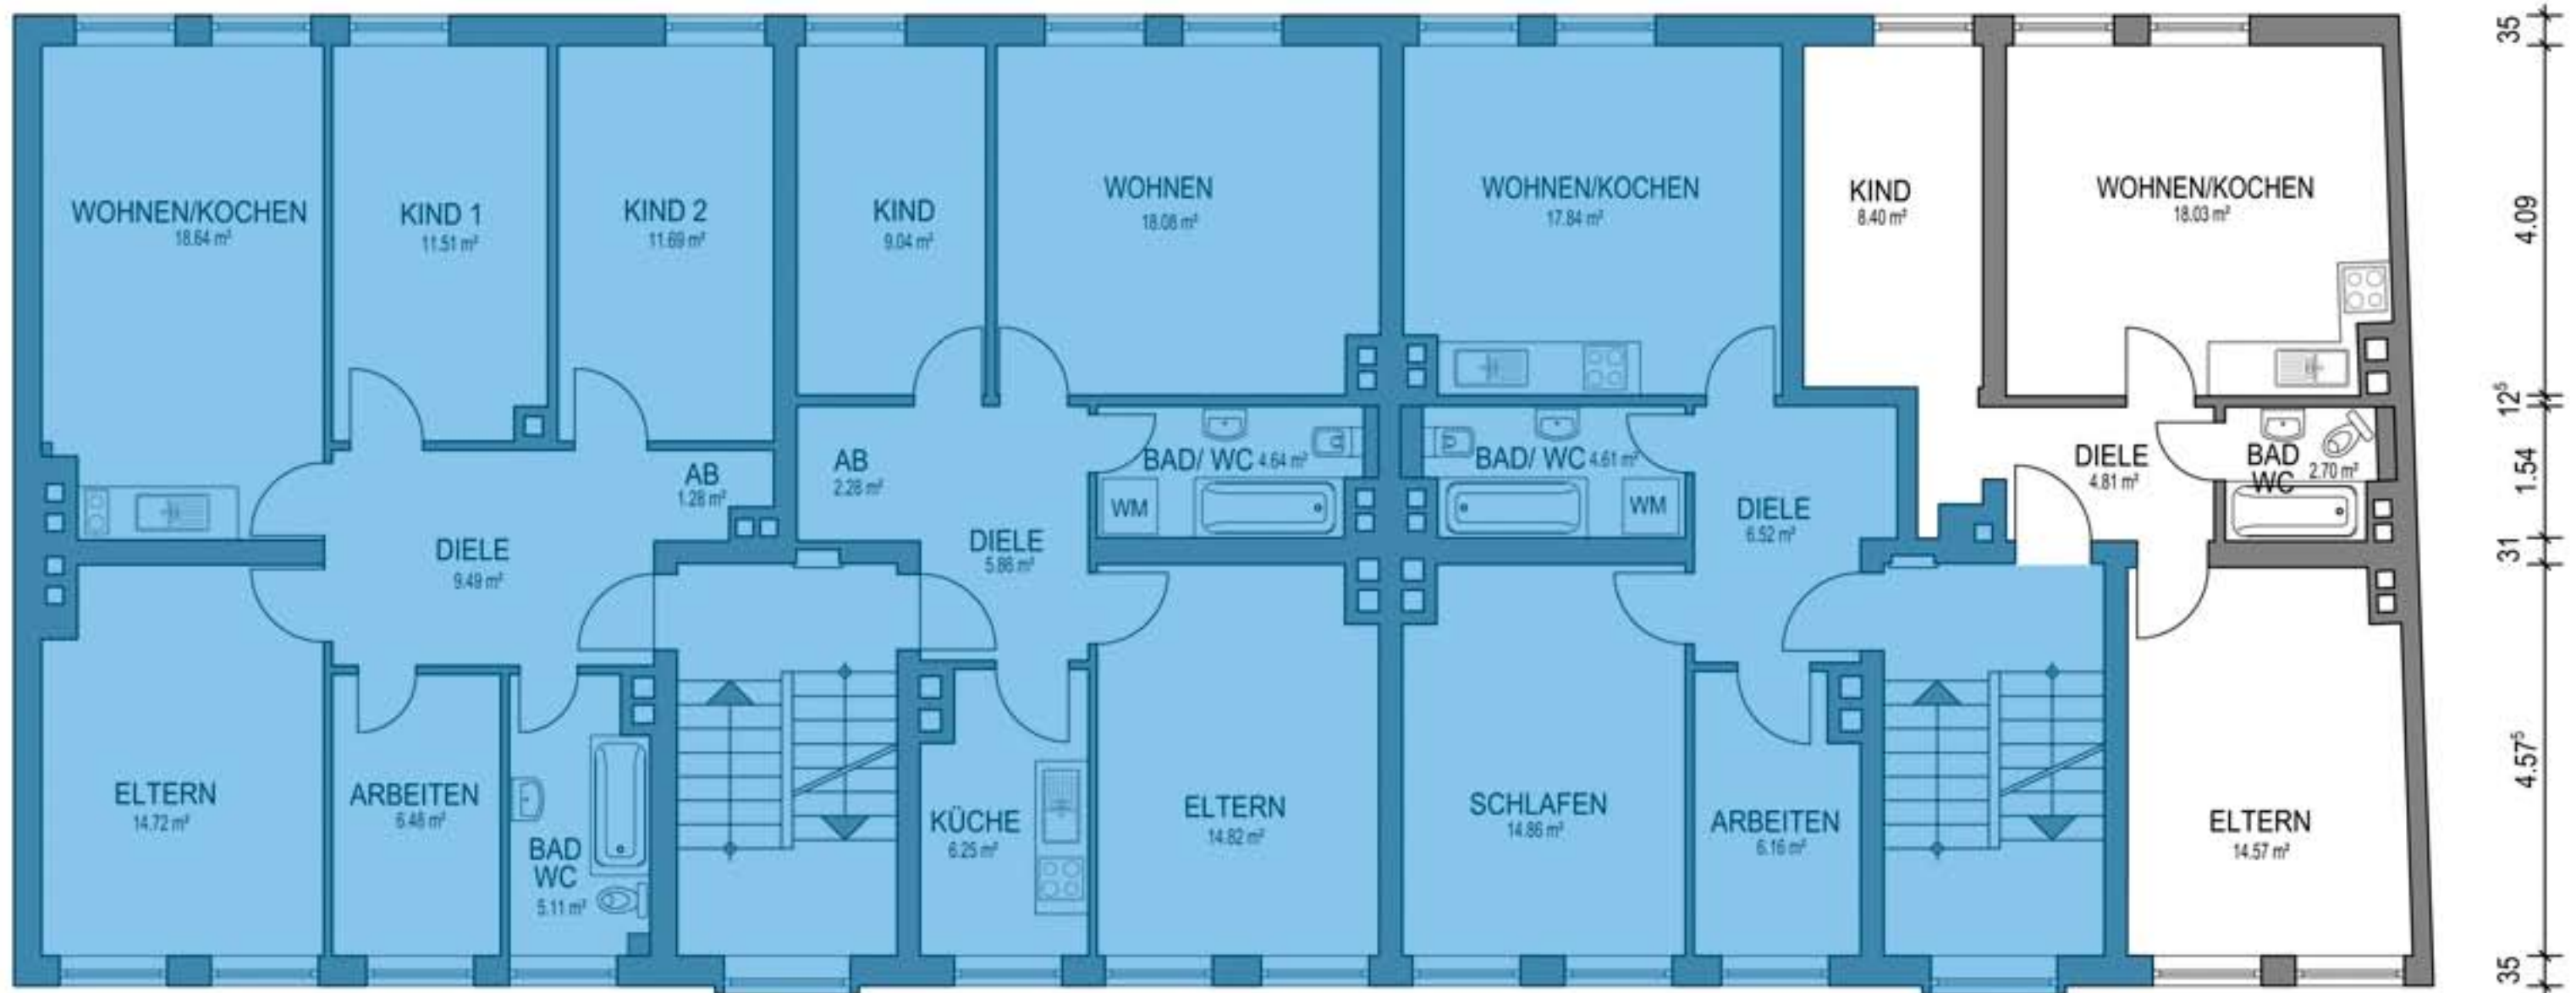 WOHNEN/KOCHEN
18.64 m²
KIND 1
11.51 m²
KIND 2
11.69 m²
KIND
9.04 m²
WOHNEN
18.08 m²
WOHNEN/KOCHEN
17.84 m²
KIND
8.40 m²
WOHNEN/KOCHEN
18.03 m²
AB
1.28 m²
AB
2.28 m²
BAD/ WC 4.64 m²
WM
BAD/ WC 4.61 m²
WM
DIELE
9.49 m²
DIELE
5.86 m²
DIELE
6.52 m²
DIELE
4.81 m²
BAD
WC
2.70 m²
ELTERN
14.72 m²
ARBEITEN
6.48 m²
BAD
WC
5.11 m²
KÜCHE
6.25 m²
ELTERN
14.82 m²
SCHLAFEN
14.86 m²
ARBEITEN
6.16 m²
ELTERN
14.57 m²
35
4.09
12⁵
1.54
31
4.57⁵
35